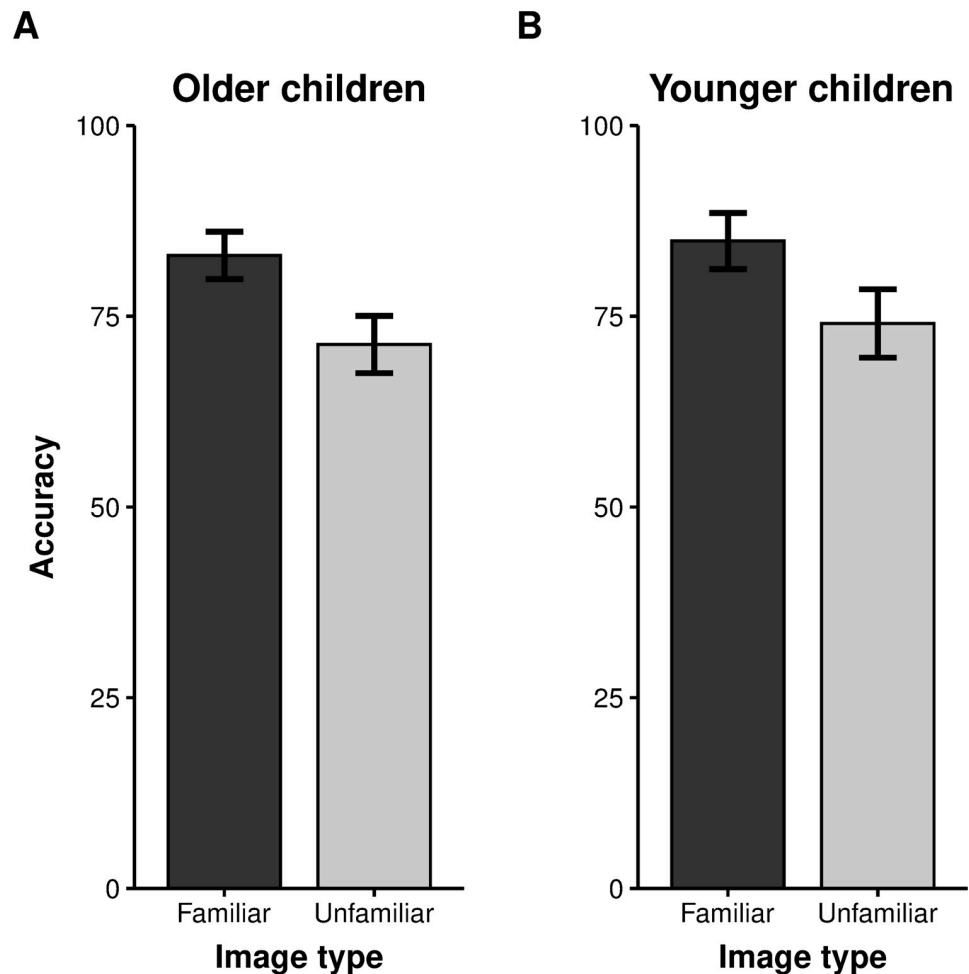 A
Older children
Accuracy
100
75
50
25
0
Familiar Unfamiliar
Image type
B
Younger children
100
75
50
25
0
Familiar Unfamiliar
Image type